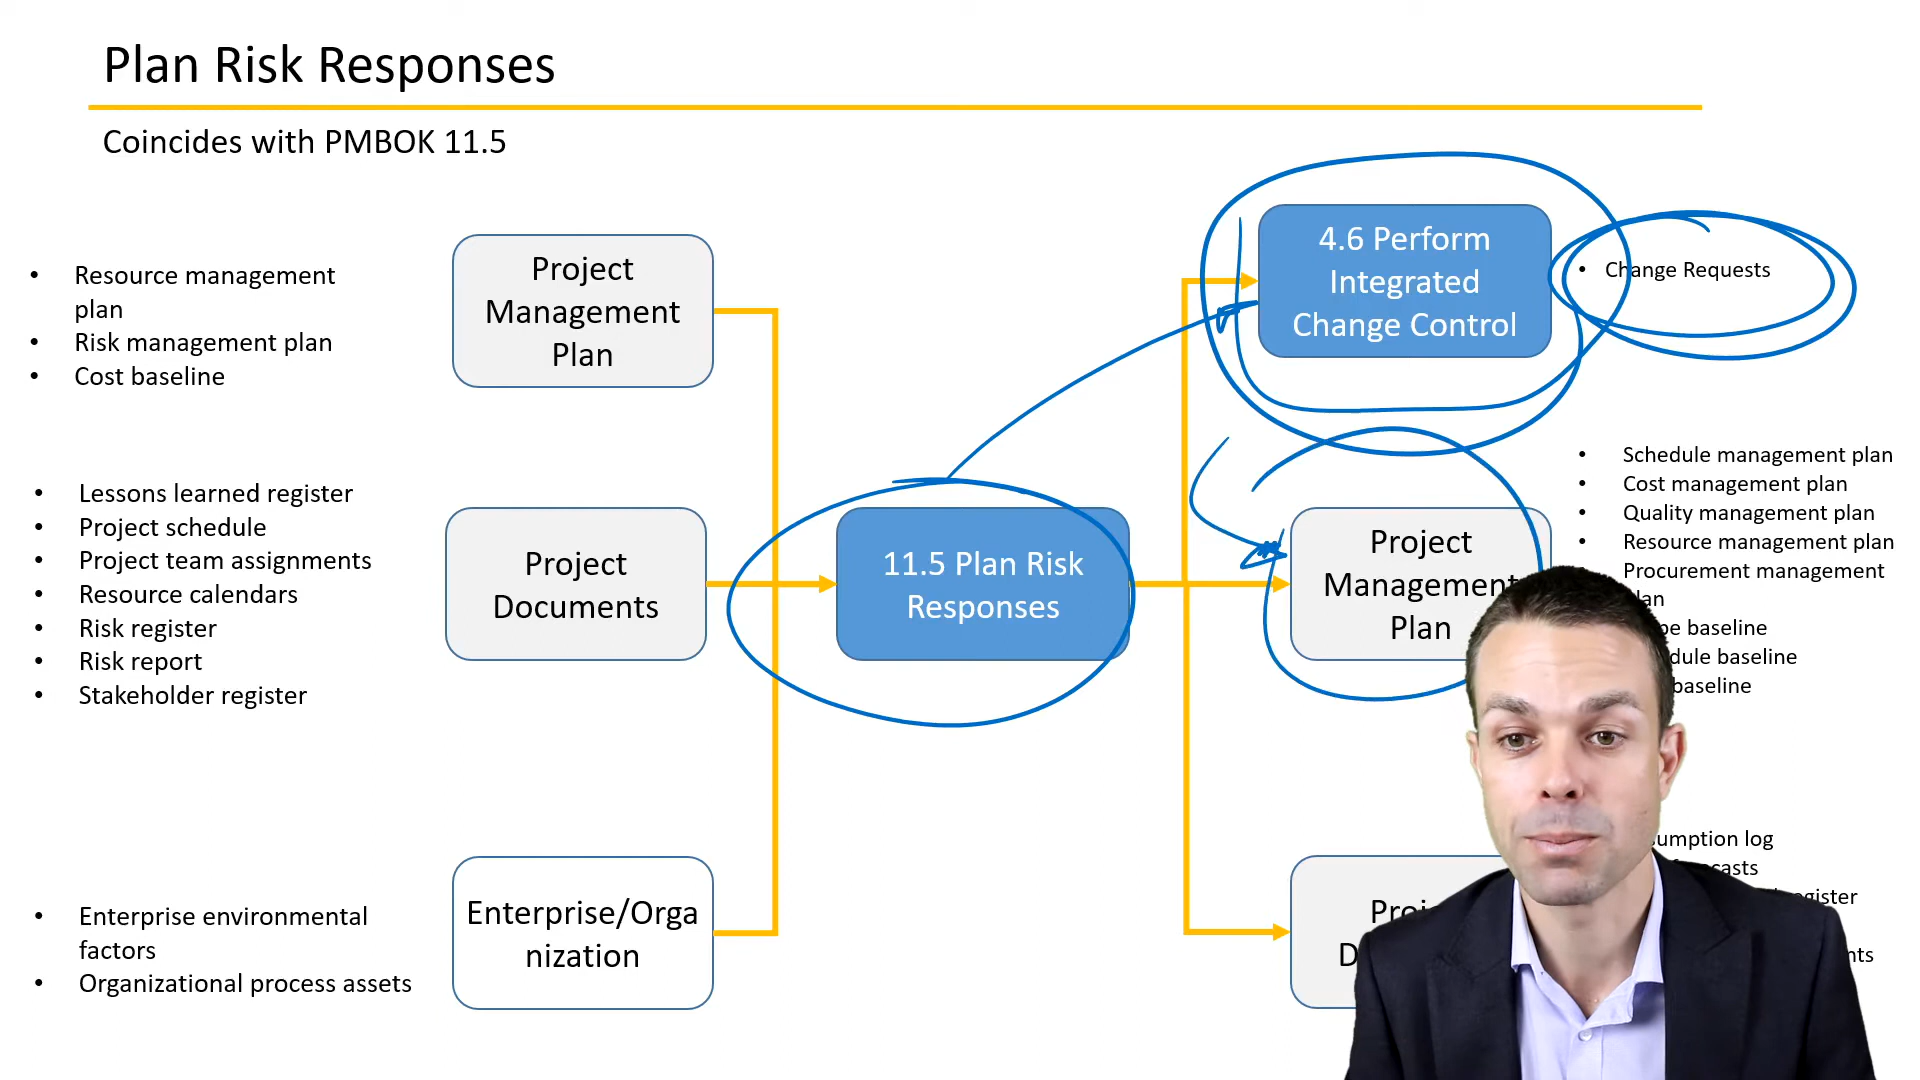 Plan Risk Responses
Coincides with PMBOK 11.5
• Resource management
plan
• Risk management plan
• Cost baseline
Project
Management
Plan
• Lessons learned register
• Project schedule
• Project team assignments
• Resource calendars
• Risk register
• Risk report
• Stakeholder register
Project
Documents
• Enterprise environmental
factors
• Organizational process assets
Enterprise/Orga
nization
11.5 Plan Risk
Responses
4.6 Perform
Integrated
Change Control
• Change Requests
Project
Management
Plan
• Schedule management plan
• Cost management plan
• Quality management plan
• Resource management plan
Procurement management
baseline
baseline
baseline
log